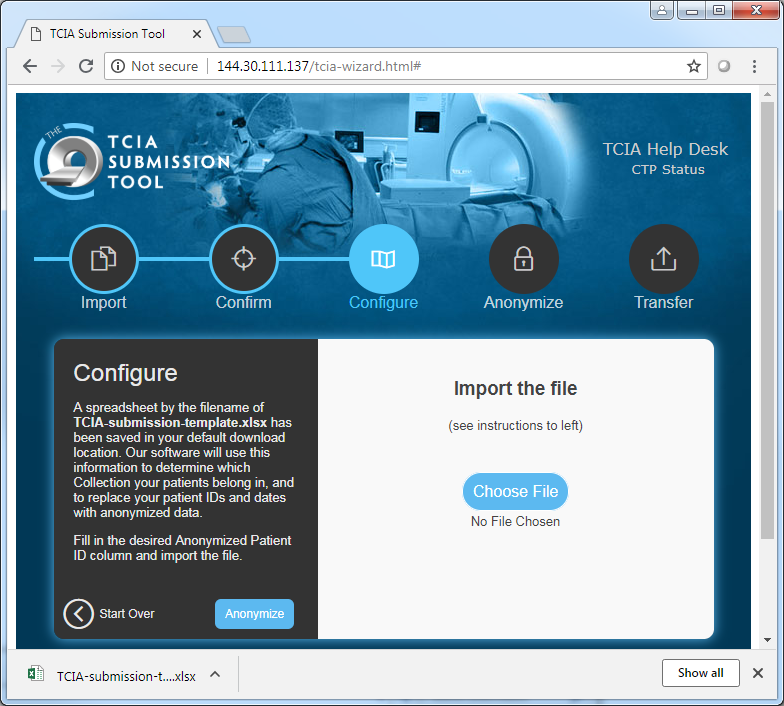 TCIA Submission Tool
Not secure
144.30.111.137/tcia-wizard.html#
THE
TCIA
SUBMISSION
TOOL
TCIA Help Desk
CTP Status
Import
Confirm
Configure
Anonymize
Transfer
Configure
A spreadsheet by the filename of
TCIA-submission-template.xlsx has
been saved in your default download
location. Our software will use this
information to determine which
Collection your patients belong in, and
to replace your patient IDs and dates
with anonymized data.
Fill in the desired Anonymized Patient
ID column and import the file.
Start Over
Anonymize
Import the file
(see instructions to left)
Choose File
No File Chosen
TCIA-submission-t....xlsx
Show all